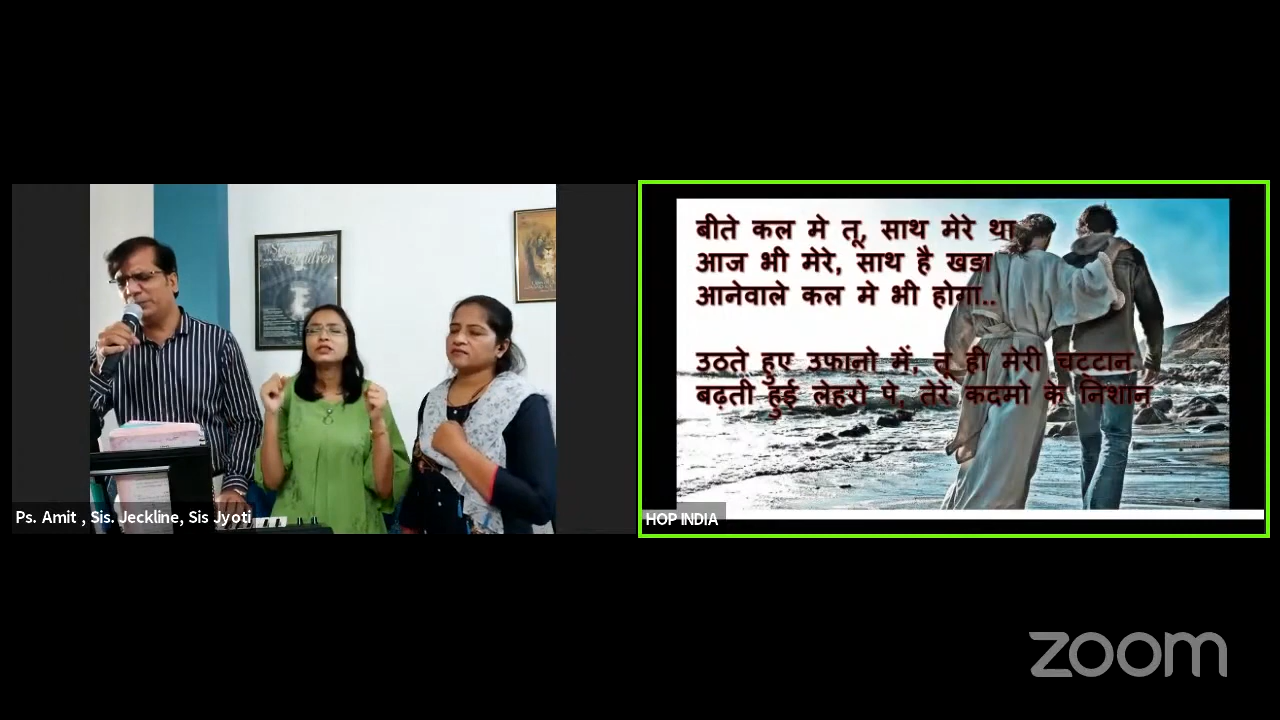 Children
Ps. Amit , Sis. Jeckline, Sis Jyoti
बीते कल मे तू, साथ मेरे था
आज भी मेरे, साथ है खडा
आनेवाले कल मे भी होगा..
उठते हुए उफानो में, तू ही मेरी चट्टान
बढ़ती हुई लेहरो पे, तेरे कदमो के निशान
HOP INDIA
zoom